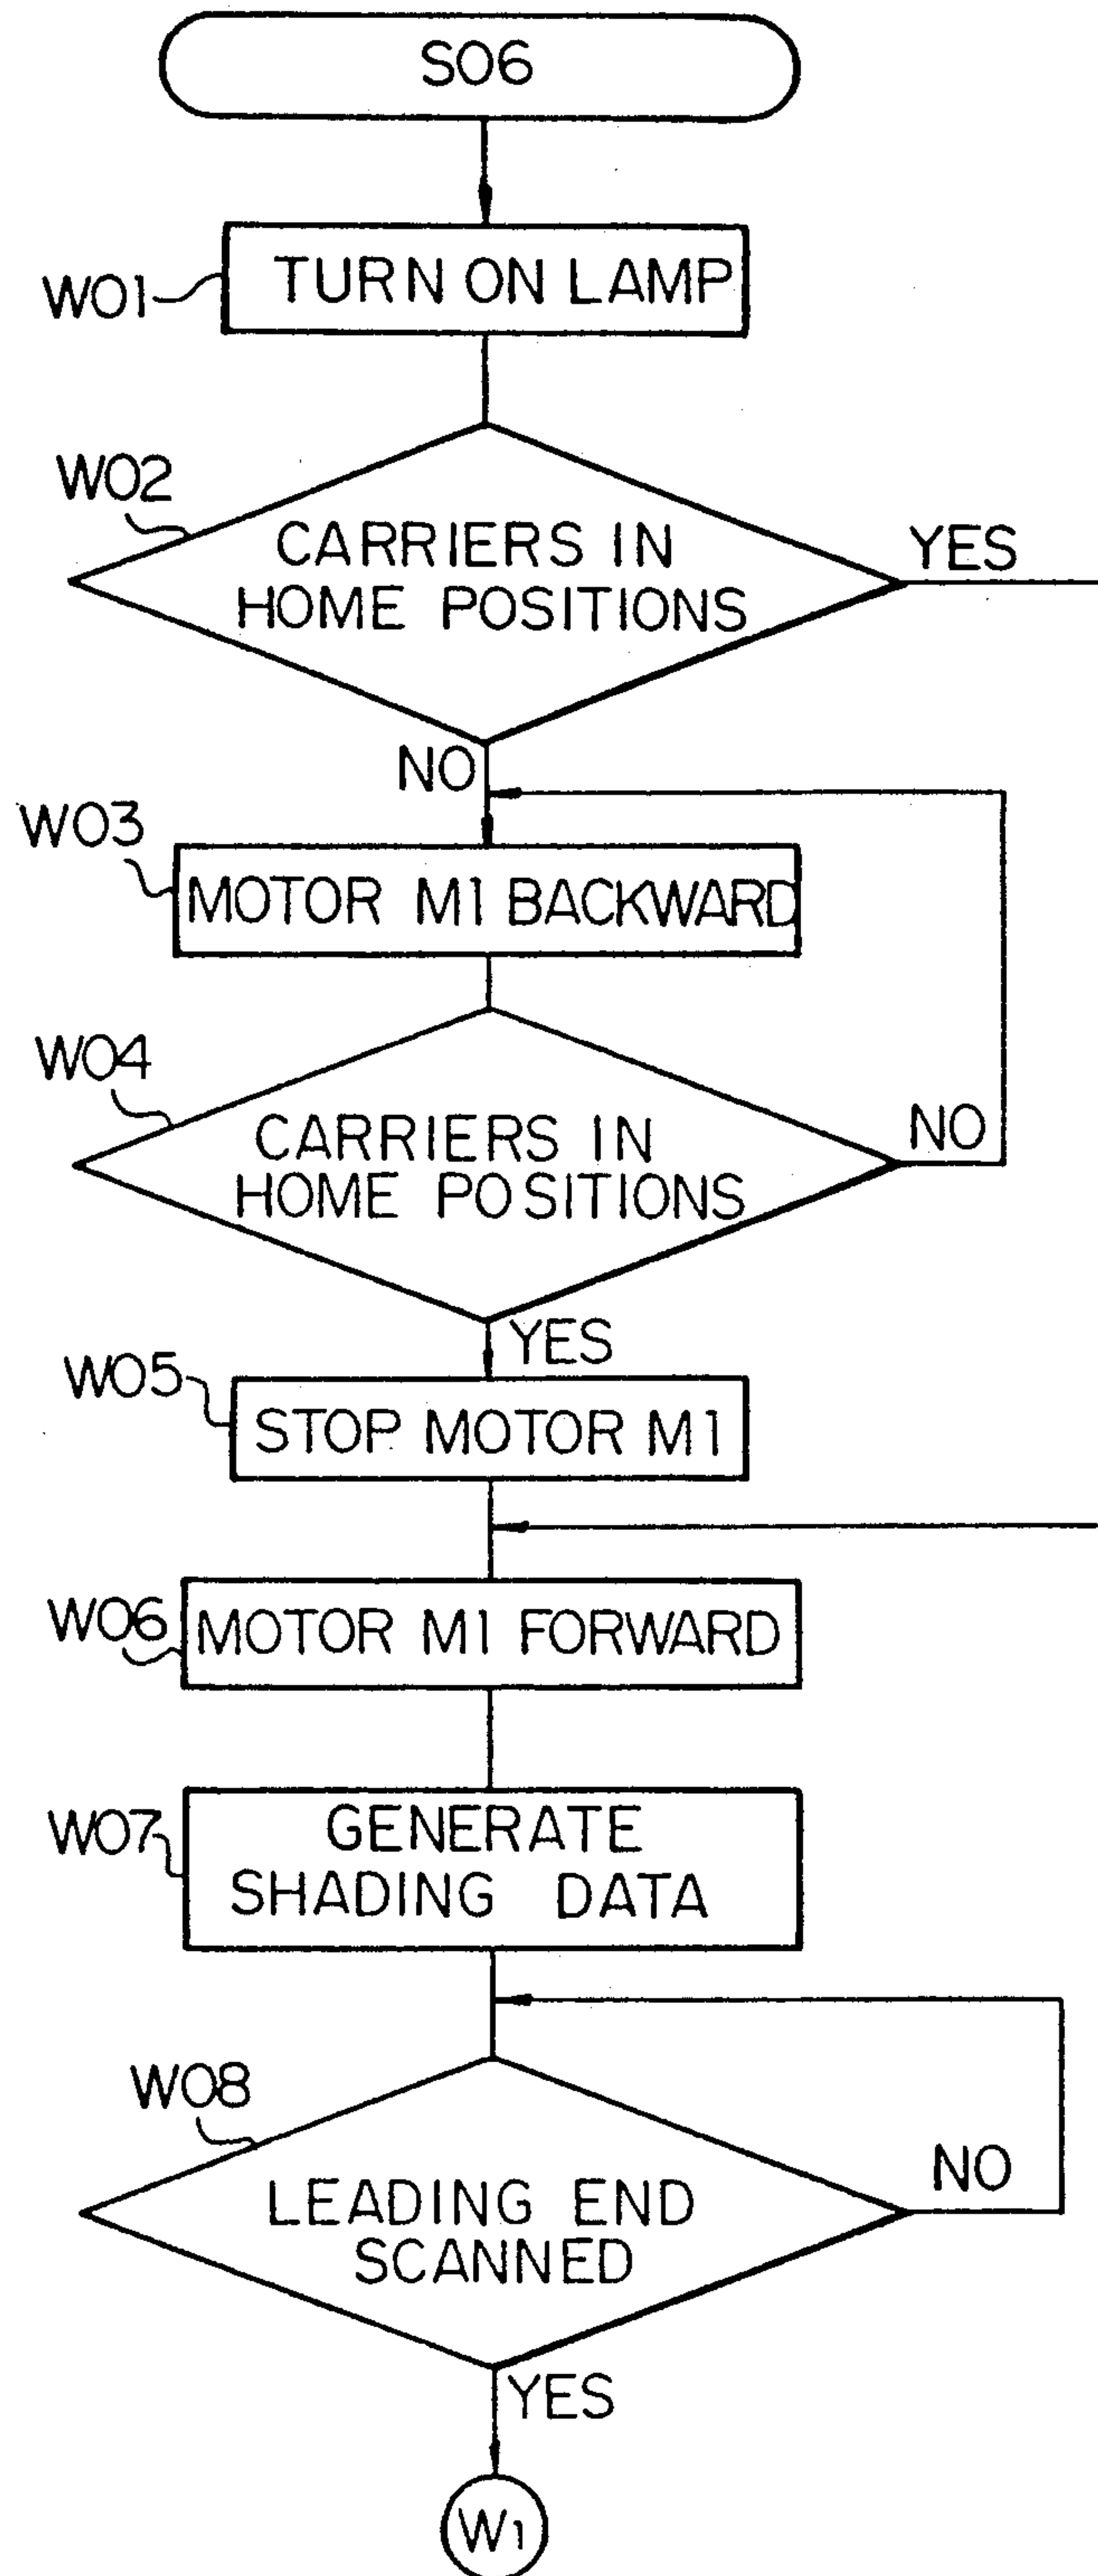 S06
W01
TURN ON LAMP
W02
CARRIERS IN
HOME POSITIONS
YES
NO
W03
MOTOR M1 BACKWARD
W04
CARRIERS IN
HOME POSITIONS
NO
YES
W05
STOP MOTOR M1
W06
MOTOR M1 FORWARD
W07
GENERATE
SHADING DATA
W08
LEADING END
SCANNED
NO
YES
W1